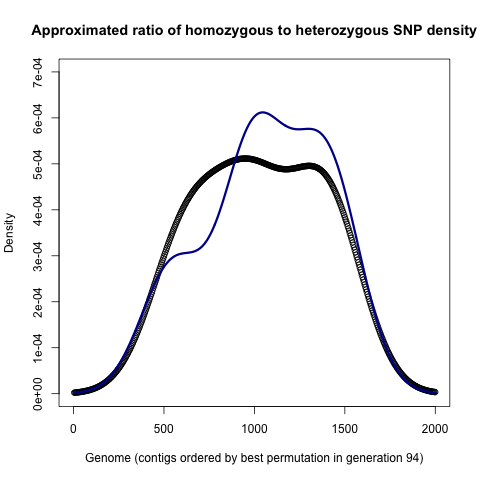 Approximated ratio of homozygous to heterozygous SNP density
7e-04
6e-04
5e-04
4e-04
3e-04
2e-04
1e-04
0e+00
Density
0 500 1000 1500 2000
Genome (contigs ordered by best permutation in generation 94)